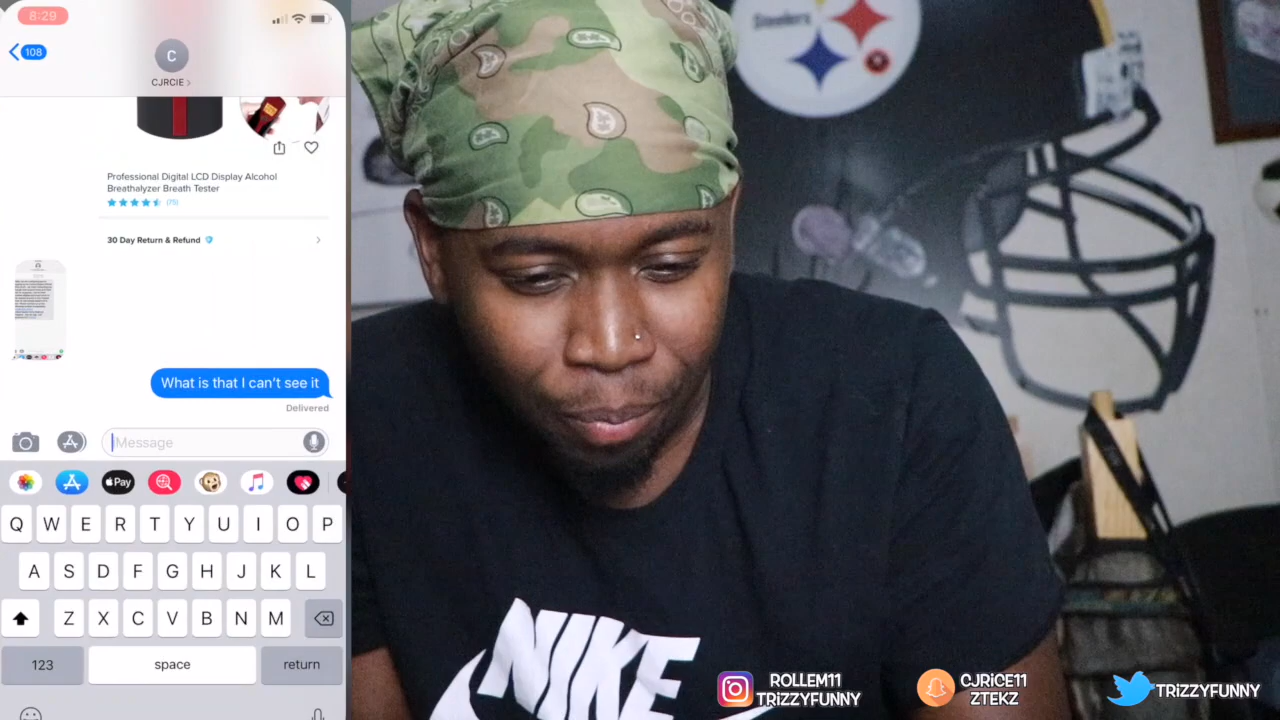 8:29
108
C
CJRCIE
Professional Digital LCD Display Alcohol
Breathalyzer Breath Tester
(75)
30 Day Return & Refund
What is that I can't see it
Delivered
Message
Pay
Q W E R T Y U I O P
A S D F G H J K L
Z X C V B N M
123 space return
Steelers
NIKE
ROLLEM11
TRIZZYFUNNY
CJRICE11
ZTEKZ
TRIZZYFUNNY